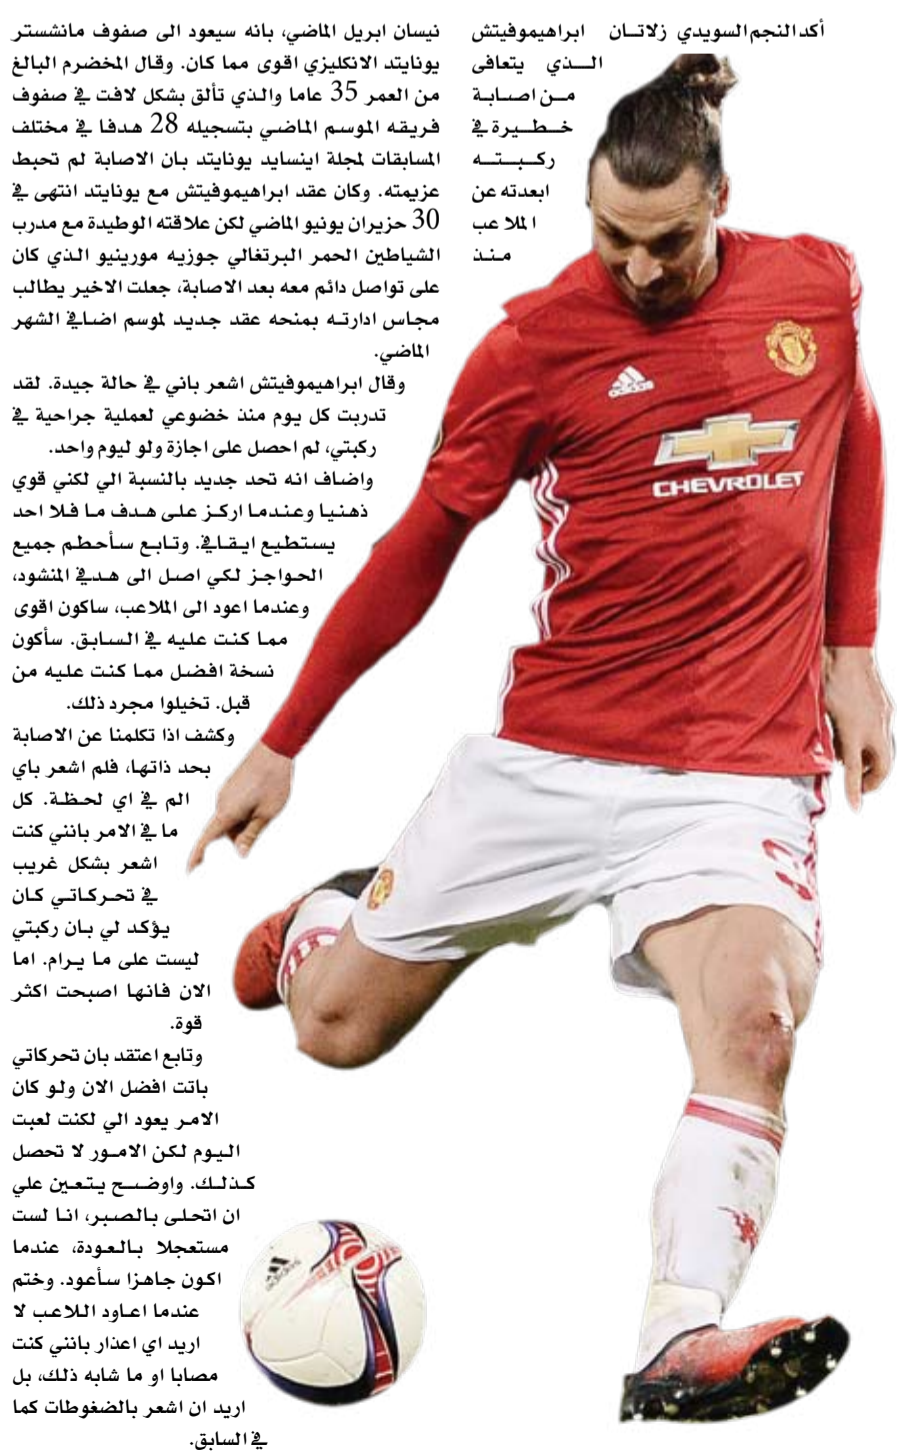 أكد النجم السويدي زلاتـان ابراهيموفيتش
الـــذي يتعافى
مــن اصــابــة
خــطــيرة في
ركــبــتــه
ابعدته عن
الملاعب
مــنــذ
نيسان ابريل الماضي، بانه سيعود الى صفوف مانشستر
يونايتد الانكليزي اقوى مما كان. وقال المخضرم البالغ
من العمر 35 عاما والذي تألق بشكل لافت في صفوف
فريقه الموسم الماضي بتسجيله 28 هدفا في مختلف
المسابقات لمجلة اينسايد يونايتد بان الاصابة لم تحبط
عزيمته. وكان عقد ابراهيموفيتش مع يونايتد انتهى في
30 حزيران يونيو الماضي لكن علاقته الوطيدة مع مدرب
الشياطين الحمر البرتغالي جوزيه مورينيو الذي كان
على تواصل دائم معه بعد الاصابة، جعلت الاخير يطالب
مجاس ادارته بمنحه عقد جديد لموسم اضافي الشهر
الماضي.
وقال ابراهيموفيتش اشعر باني في حالة جيدة. لقد
تدربت كل يوم منذ خضوعي لعملية جراحية في
ركبتي، لم احصل على اجازة ولو ليوم واحد.
واضاف انه تحد جديد بالنسبة الي لكني قوي
ذهنيا وعندما اركز على هدف ما فلا احد
يستطيع ايقافي. وتابع سأحطم جميع
الحواجز لكي اصل الى هدفي المنشود،
وعندما اعود الى الملاعب، ساكون اقوى
مما كنت عليه في السابق. سأكون
نسخة افضل مما كنت عليه من
قبل. تخيلوا مجرد ذلك.
وكشف اذا تكلمنا عن الاصابة
بحد ذاتها، فلم اشعر باي
الم في اي لحظة. كل
ما في الامر بانني كنت
اشعر بشكل غريب
في تحركاتي كان
يؤكد لي بان ركبتي
ليست على ما يرام. اما
الان فانها اصبحت اكثر
قوة.
وتابع اعتقد بان تحركاتي
باتت افضل الان ولو كان
الامر يعود الي لكنت لعبت
اليوم لكن الامور لا تحصل
كذلك. واوضح يتعين علي
ان اتحلى بالصبر، انا لست
مستعجلا بالعودة، عندما
اكون جاهزا سأعود. وختم
عندما اعاود اللاعب لا
اريد اي اعذار بانني كنت
مصابا او ما شابه ذلك، بل
اريد ان اشعر بالضغوطات كما
في السابق.
adidas
CHEVROLET
adidas